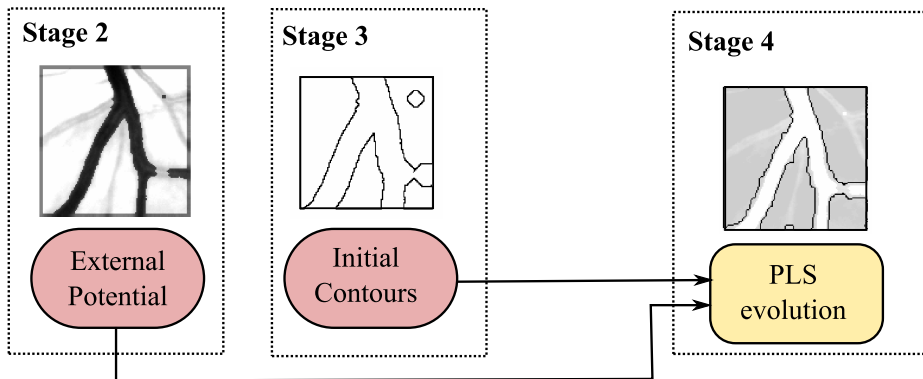 Stage 2
External
Potential
Stage 3
Initial
Contours
Stage 4
PLS
evolution